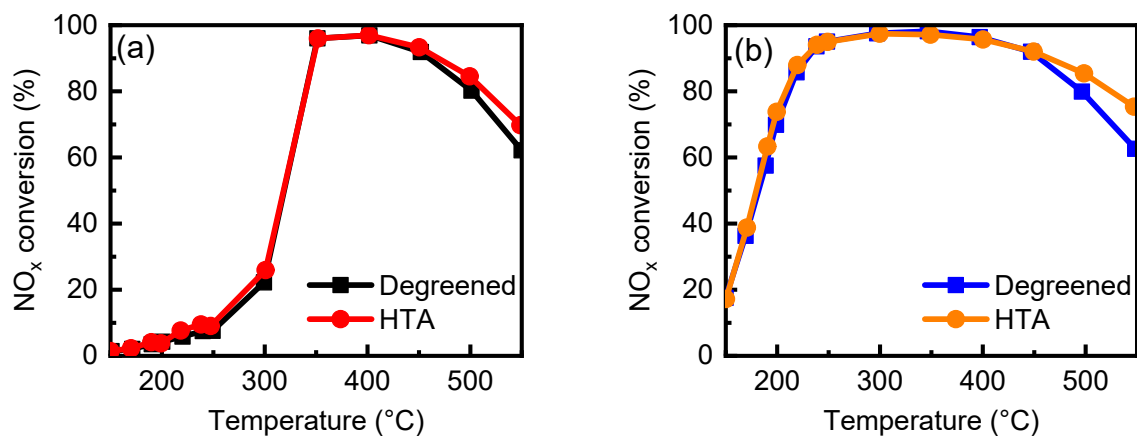 (a)
NOx conversion (%)
100
80
60
40
20
0
200
300
400
500
Temperature (°C)
Degreened
HTA
(b)
NOx conversion (%)
100
80
60
40
20
0
200
300
400
500
Temperature (°C)
Degreened
HTA